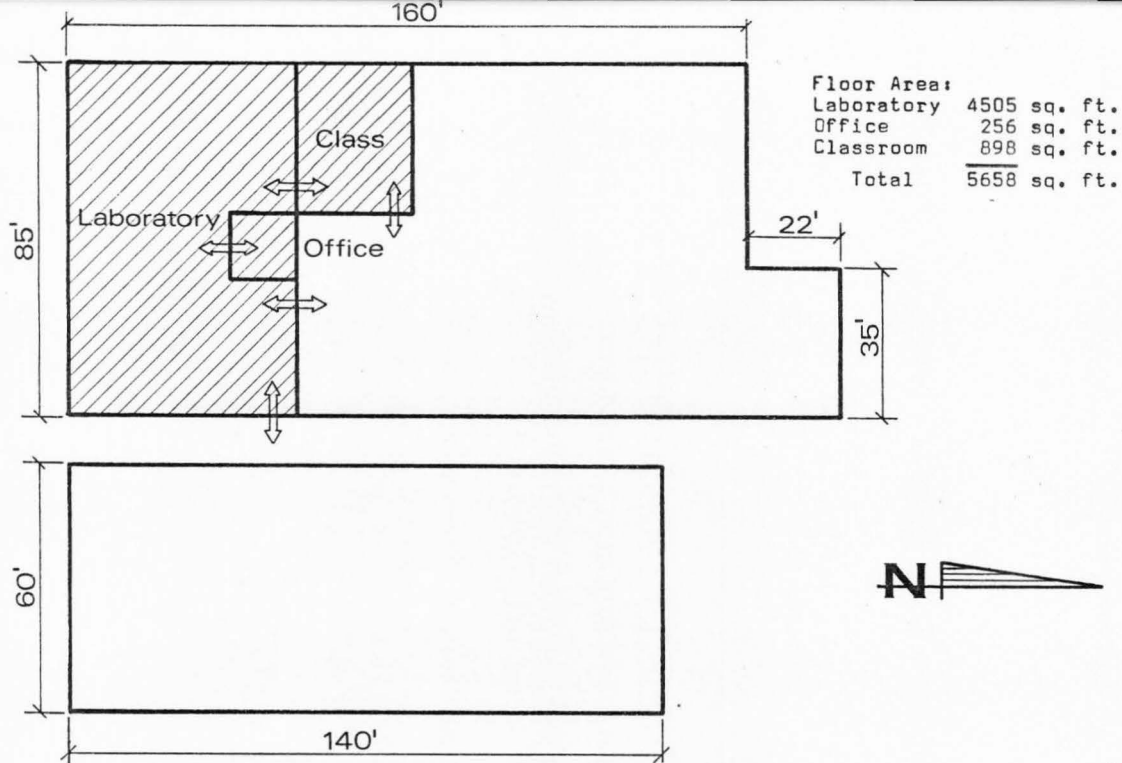 160'
Floor Area:
Laboratory 4505 sq. ft.
Office 256 sq. ft.
Classroom 898 sq. ft.
Total 5658 sq. ft.
Class
Laboratory
Office
85'
22'
35'
60'
N
140'